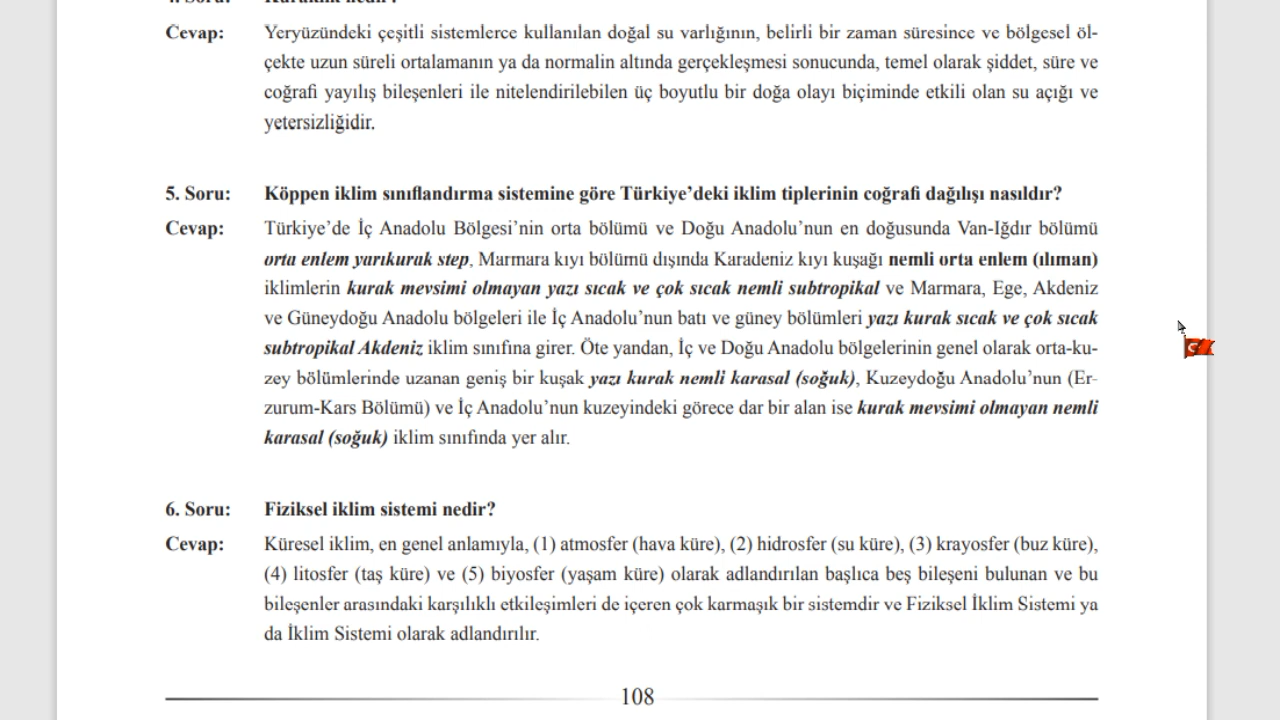 Cevap: Yeryüzündeki çeşitli sistemlerce kullanılan doğal su varlığının, belirli bir zaman süresince ve bölgesel öl-
çekte uzun süreli ortalamanın ya da normalin altında gerçekleşmesi sonucunda, temel olarak şiddet, süre ve
coğrafi yayılış bileşenleri ile nitelendirilebilen üç boyutlu bir doğa olayı biçiminde etkili olan su açığı ve
yetersizliğidir.
5. Soru: Köppen iklim sınıflandırma sistemine göre Türkiye’deki iklim tiplerinin coğrafi dağılışı nasıldır?
Cevap: Türkiye’de İç Anadolu Bölgesi’nin orta bölümü ve Doğu Anadolu’nun en doğusunda Van-Iğdır bölümü
orta enlem yarıkurak step, Marmara kıyı bölümü dışında Karadeniz kıyı kuşağı nemli orta enlem (ılıman)
iklimlerin kurak mevsimi olmayan yazı sıcak ve çok sıcak nemli subtropikal ve Marmara, Ege, Akdeniz
ve Güneydoğu Anadolu bölgeleri ile İç Anadolu’nun batı ve güney bölümleri yazı kurak sıcak ve çok sıcak
subtropikal Akdeniz iklim sınıfına girer. Öte yandan, İç ve Doğu Anadolu bölgelerinin genel olarak orta-ku-
zey bölümlerinde uzanan geniş bir kuşak yazı kurak nemli karasal (soğuk), Kuzeydoğu Anadolu’nun (Er-
zurum-Kars Bölümü) ve İç Anadolu’nun kuzeyindeki görece dar bir alan ise kurak mevsimi olmayan nemli
karasal (soğuk) iklim sınıfında yer alır.
6. Soru: Fiziksel iklim sistemi nedir?
Cevap: Küresel iklim, en genel anlamıyla, (1) atmosfer (hava küre), (2) hidrosfer (su küre), (3) krayosfer (buz küre),
(4) litosfer (taş küre) ve (5) biyosfer (yaşam küre) olarak adlandırılan başlıca beş bileşeni bulunan ve bu
bileşenler arasındaki karşılıklı etkileşimleri de içeren çok karmaşık bir sistemdir ve Fiziksel İklim Sistemi ya
da İklim Sistemi olarak adlandırılır.
108